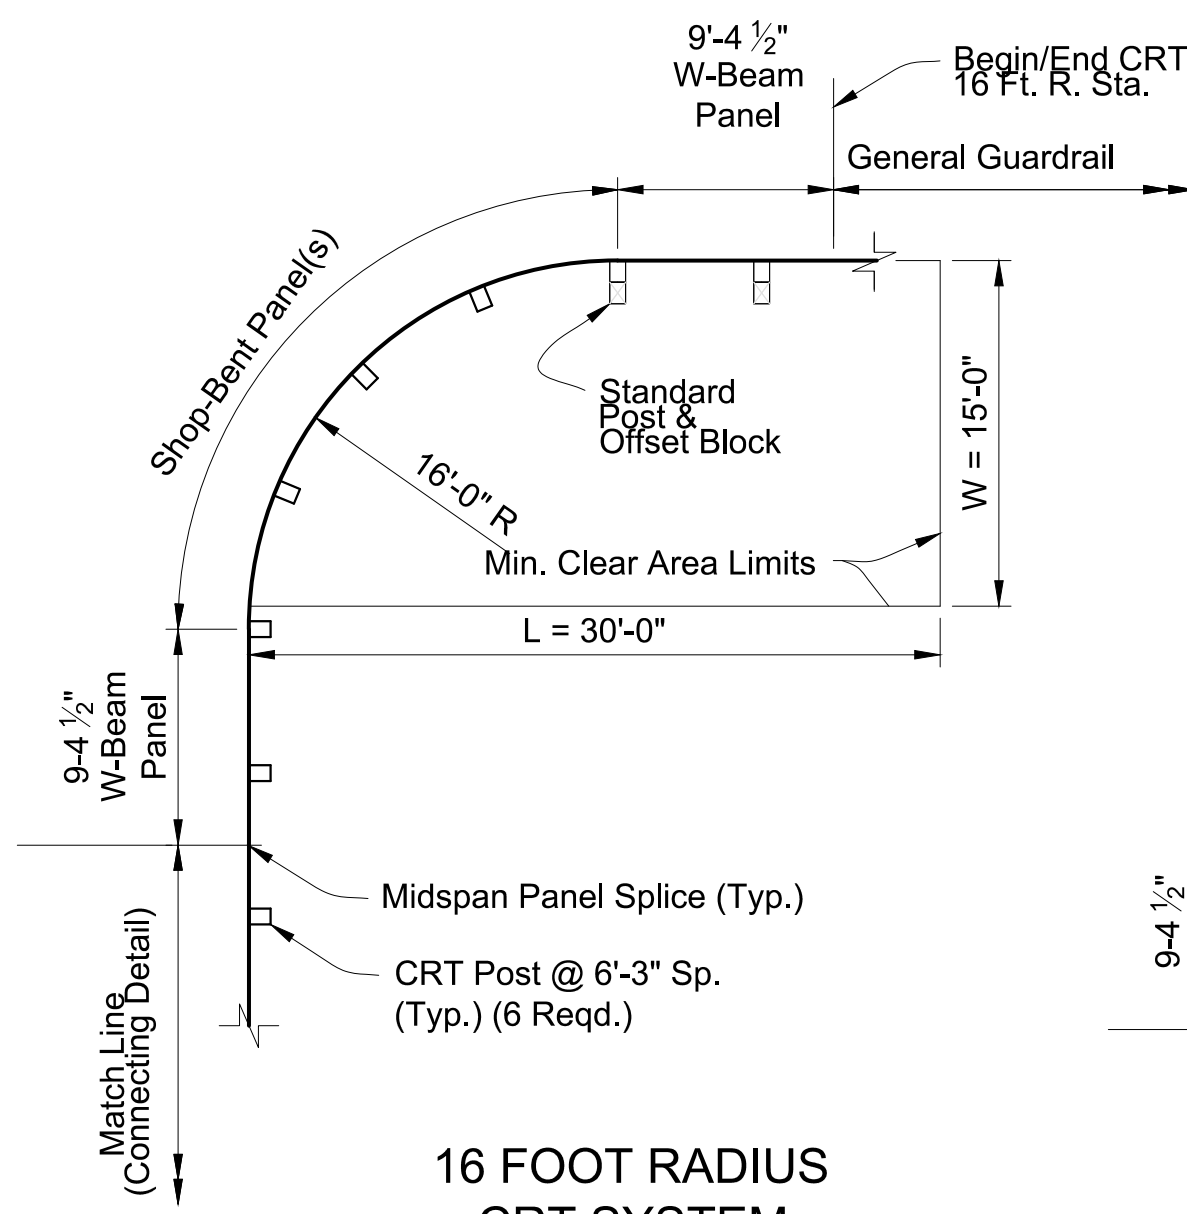 9'-4 ½"
W-Beam
Panel
Begin/End CRT
16 Ft. R. Sta.
General Guardrail
Shop-Bent Panel(s)
Standard
Post &
Offset Block
W = 15'-0"
16'-0" R
Min. Clear Area Limits
L = 30'-0"
9-4 ½"
W-Beam
Panel
Midspan Panel Splice (Typ.)
9-4 ½"
CRT Post @ 6'-3" Sp.
(Typ.) (6 Reqd.)
Match Line
(Connecting Detail)
16 FOOT RADIUS
CRT SYSTEM